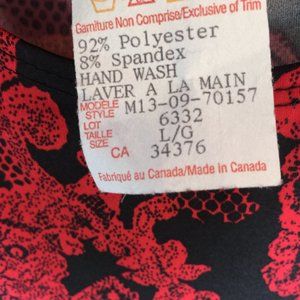 Garniture Non Comprise/Exclusive of Trim
92% Polyester
8% Spandex
HAND WASH
LAVER A LA MAIN
MODÈLE
STYLE M13-09-70157
LOT 6332
TAILLE
SIZE L/G
CA 34376
Fabriqué au Canada/Made in Canada